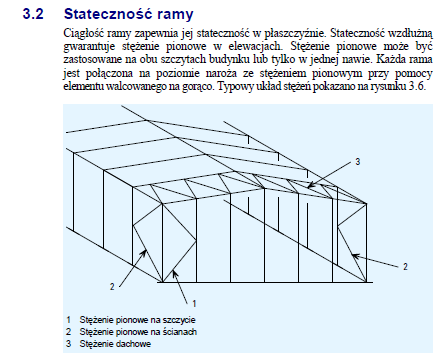 3.2 Stateczność ramy
Ciągłość ramy zapewnia jej stateczność w płaszczyźnie. Stateczność wzdłużną
gwarantuje stężenie pionowe w elewacjach. Stężenie pionowe może być
zastosowane na obu szczytach budynku lub tylko w jednej nawie. Każda rama
jest połączona na poziomie naroża ze stężeniem pionowym przy pomocy
elementu walcowanego na gorąco. Typowy układ stężeń pokazano na rysunku 3.6.
3
2
2
1
1 Stężenie pionowe na szczycie
2 Stężenie pionowe na ścianach
3 Stężenie dachowe